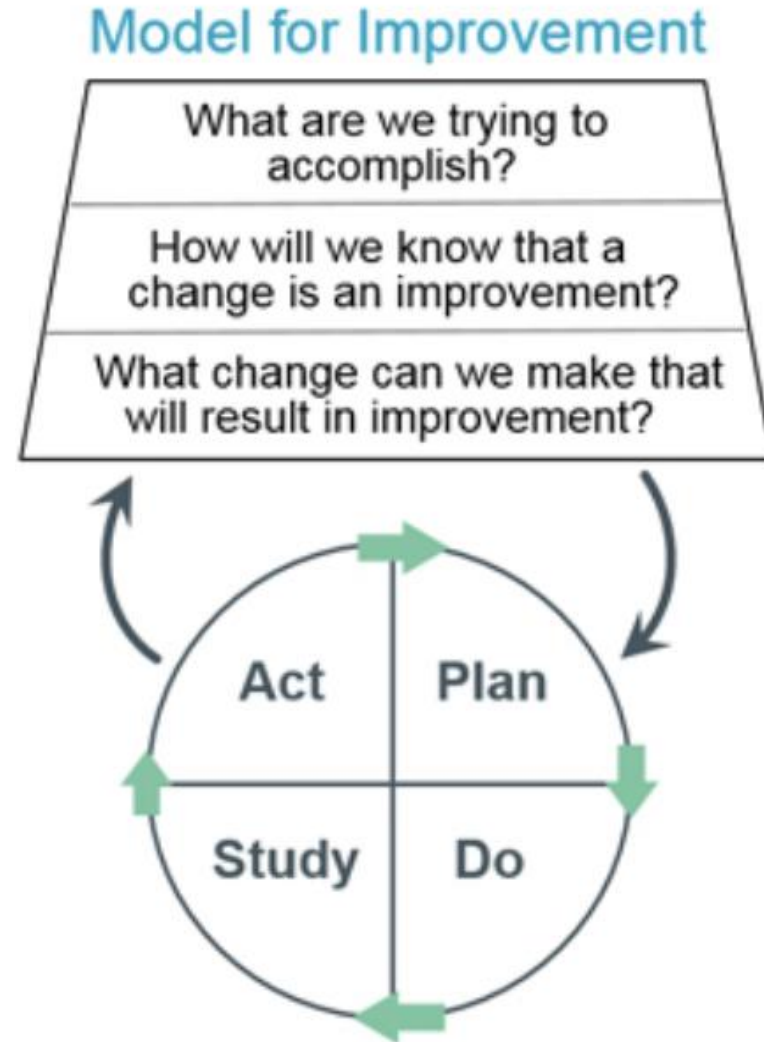 Model for Improvement
What are we trying to
accomplish?
How will we know that a
change is an improvement?
What change can we make that
will result in improvement?
Act
Plan
Study
Do